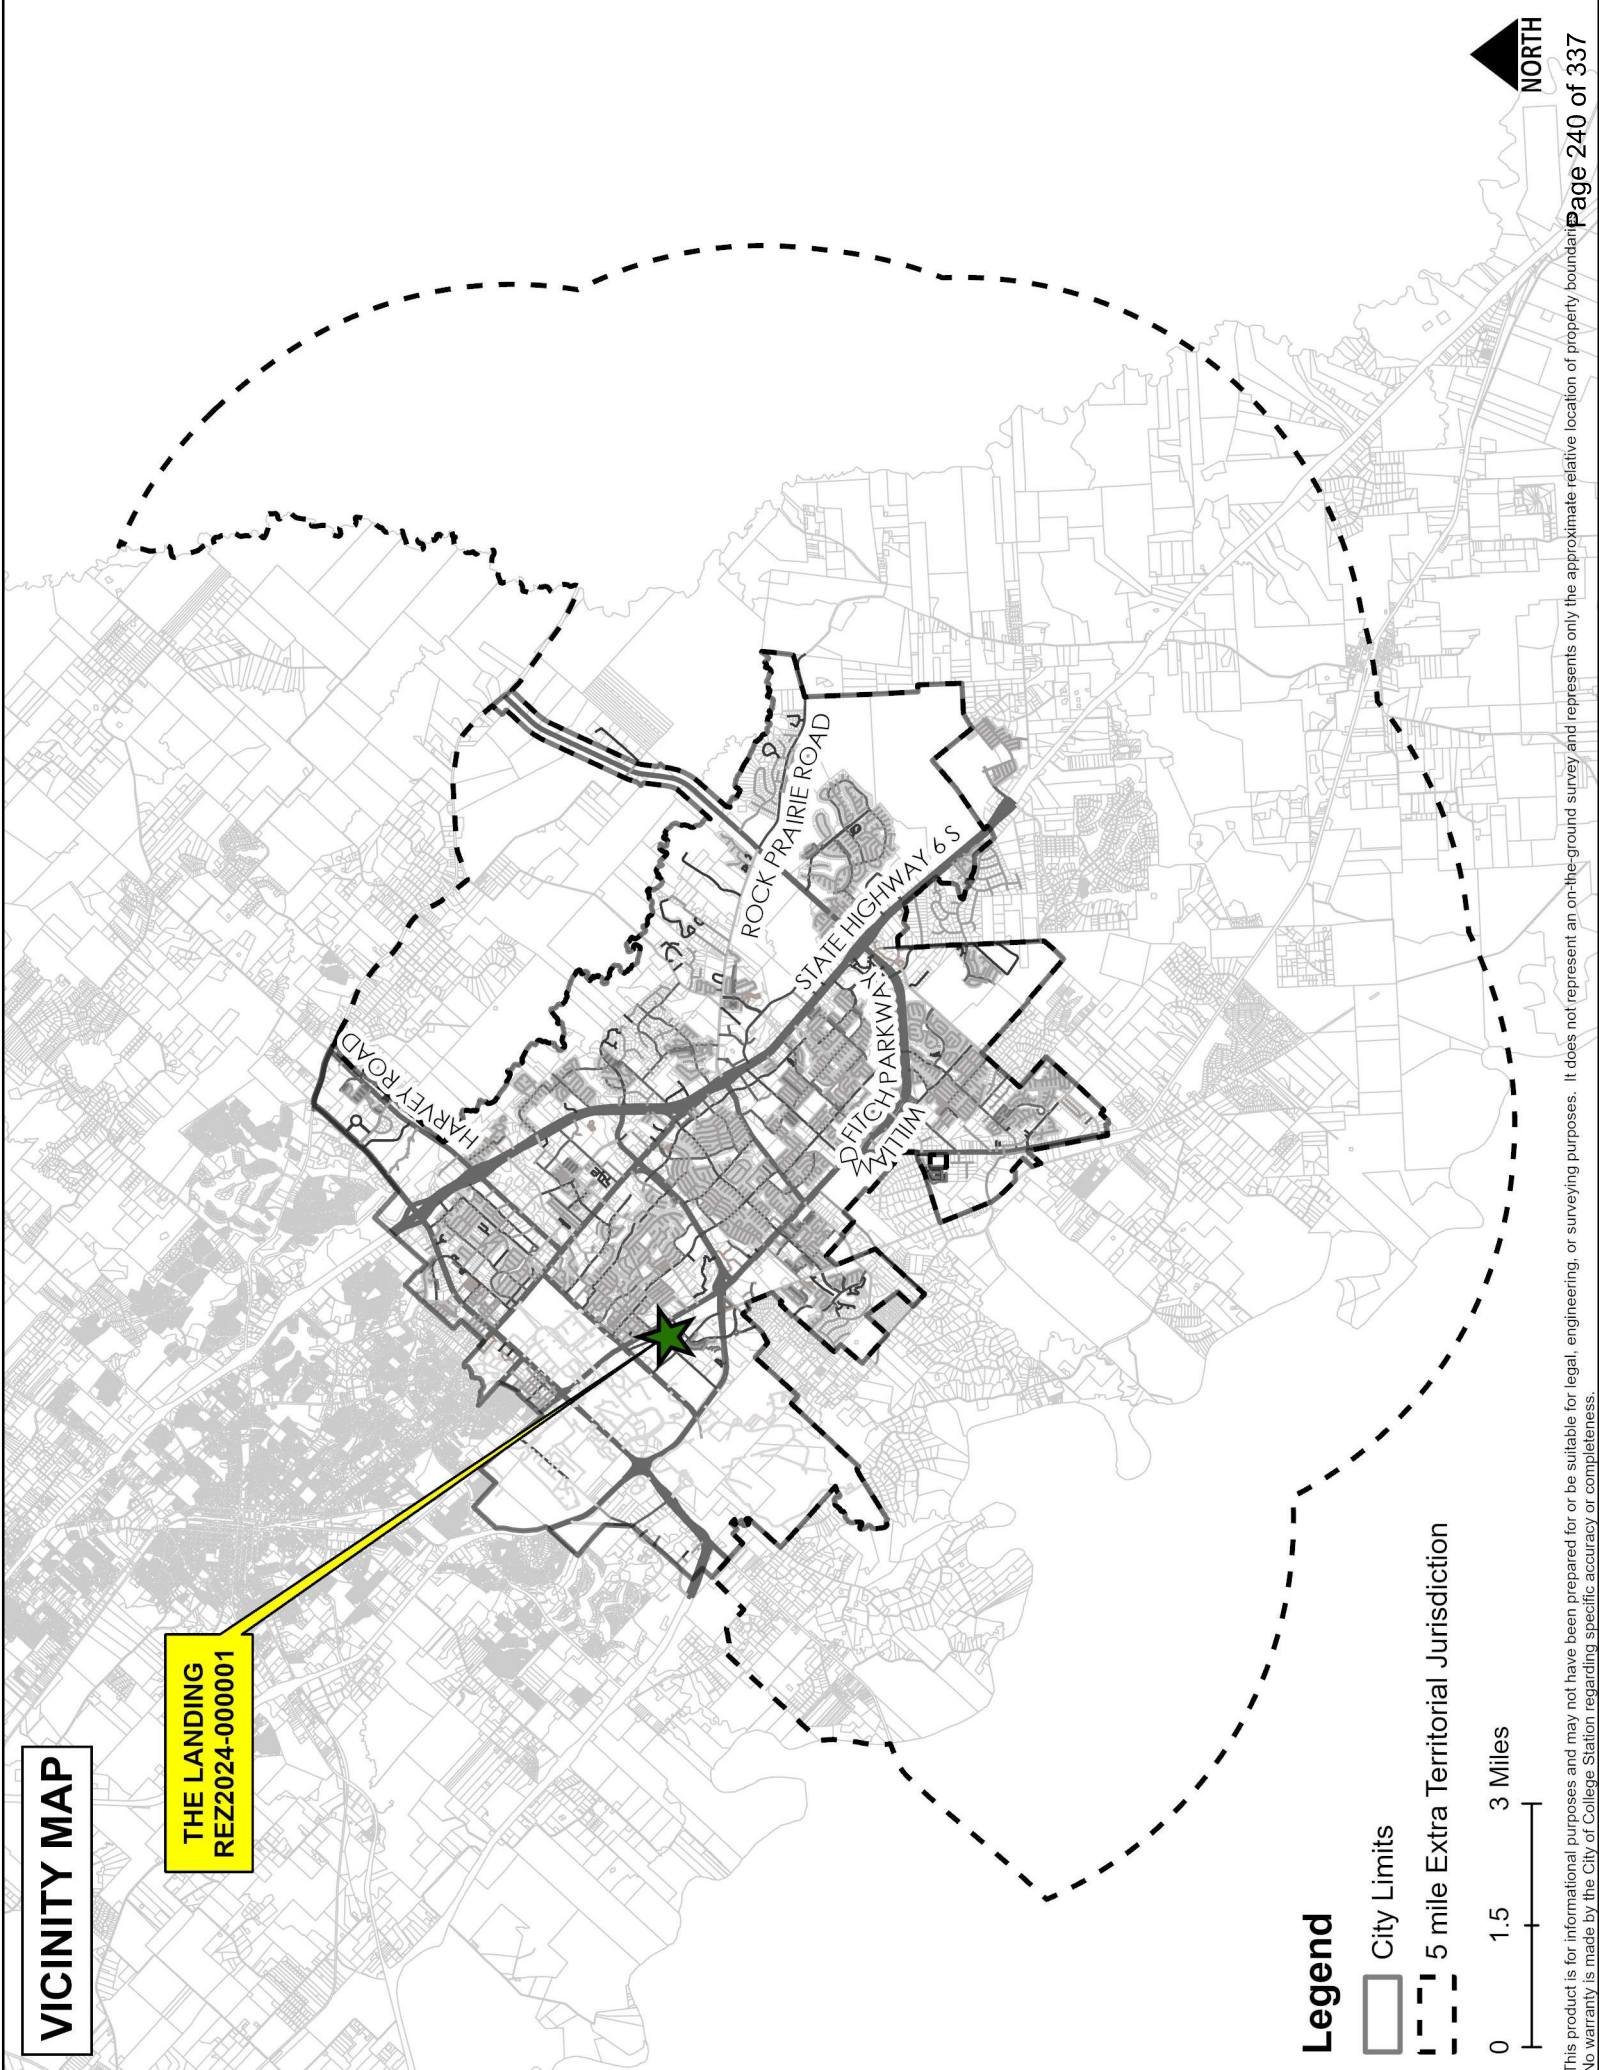 VICINITY MAP
THE LANDING
REZ2024-000001
HARVEY ROAD
ROCK PRAIRIE ROAD
STATE HIGHWAY 6 S
WILLIAM
D FITCH PARKWAY
Legend
City Limits
5 mile Extra Territorial Jurisdiction
0 1.5 3 Miles
NORTH
This product is for informational purposes and may not have been prepared for or be suitable for legal, engineering, or surveying purposes. It does not represent an on-the-ground survey and represents only the approximate relative location of property boundaries.
No warranty is made by the City of College Station regarding specific accuracy or completeness.
Page 240 of 337